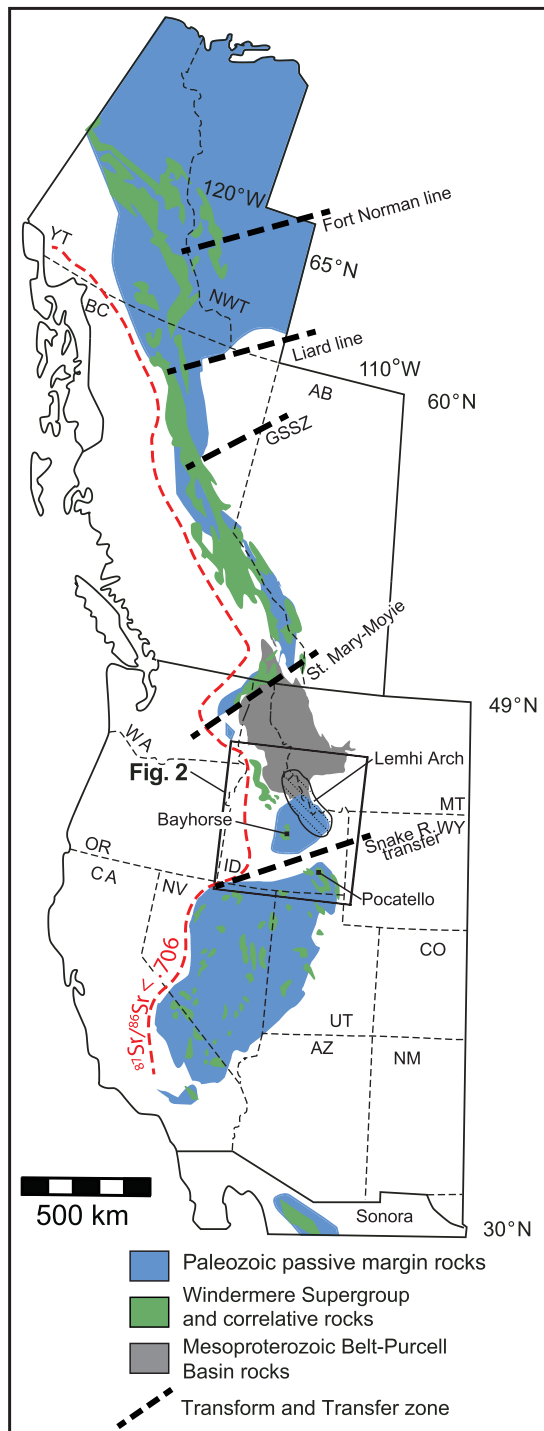 120°W
Fort Norman line
65°N
YT
BC
NWT
Liard line
110°W
60°N
AB
GSSZ
St. Mary-Moyie
49°N
WA
Fig. 2
Lemhi Arch
MT
Bayhorse
Snake R.
transfer
WY
OR
ID
CA
NV
Pocatello
CO
87Sr/86Sr < .706
UT
AZ
NM
500 km
Sonora
30°N
Paleozoic passive margin rocks
Windermere Supergroup
and correlative rocks
Mesoproterozoic Belt-Purcell
Basin rocks
Transform and Transfer zone